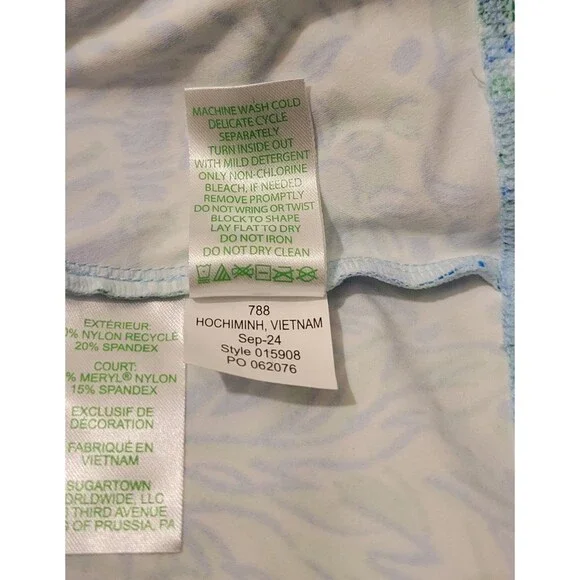 MACHINE WASH COLD
DELICATE CYCLE
SEPARATELY
TURN INSIDE OUT
WITH MILD DETERGENT
ONLY NON-CHLORINE
BLEACH, IF NEEDED
REMOVE PROMPTLY
DO NOT WRING OR TWIST
BLOCK TO SHAPE
LAY FLAT TO DRY
DO NOT IRON
DO NOT DRY CLEAN
788
HOCHIMINH, VIETNAM
Sep-24
Style 015908
PO 062076
EXTÉRIEUR:
0% NYLON RECYCLÉ
20% SPANDEX
COURT:
% MERYL® NYLON
15% SPANDEX
EXCLUSIF DE
DÉCORATION
FABRIQUÉ EN
VIETNAM
SUGARTOWN
ORLDWIDE, LLC
THIRD AVENUE
G OF PRUSSIA, PA